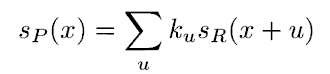 $s_P(x) = \sum_u k_u s_R(x + u)$